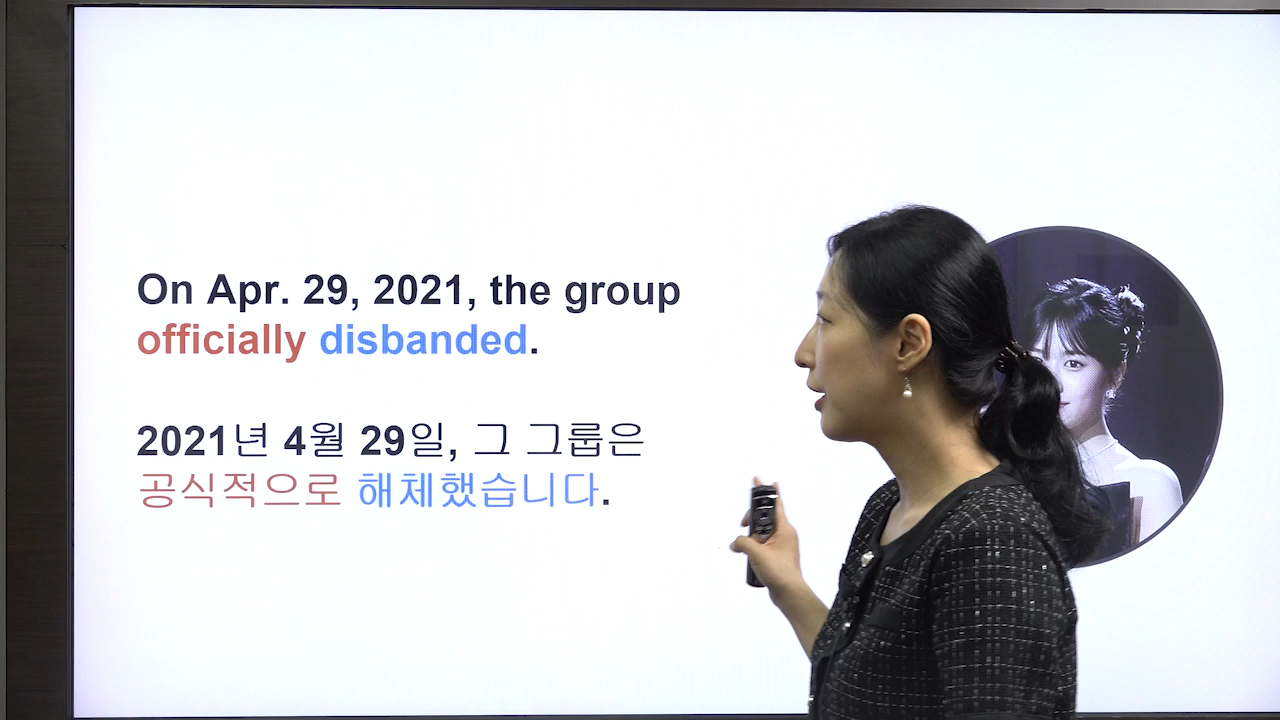 On Apr. 29, 2021, the group
officially disbanded.
2021년 4월 29일, 그 그룹은
공식적으로 해체했습니다.